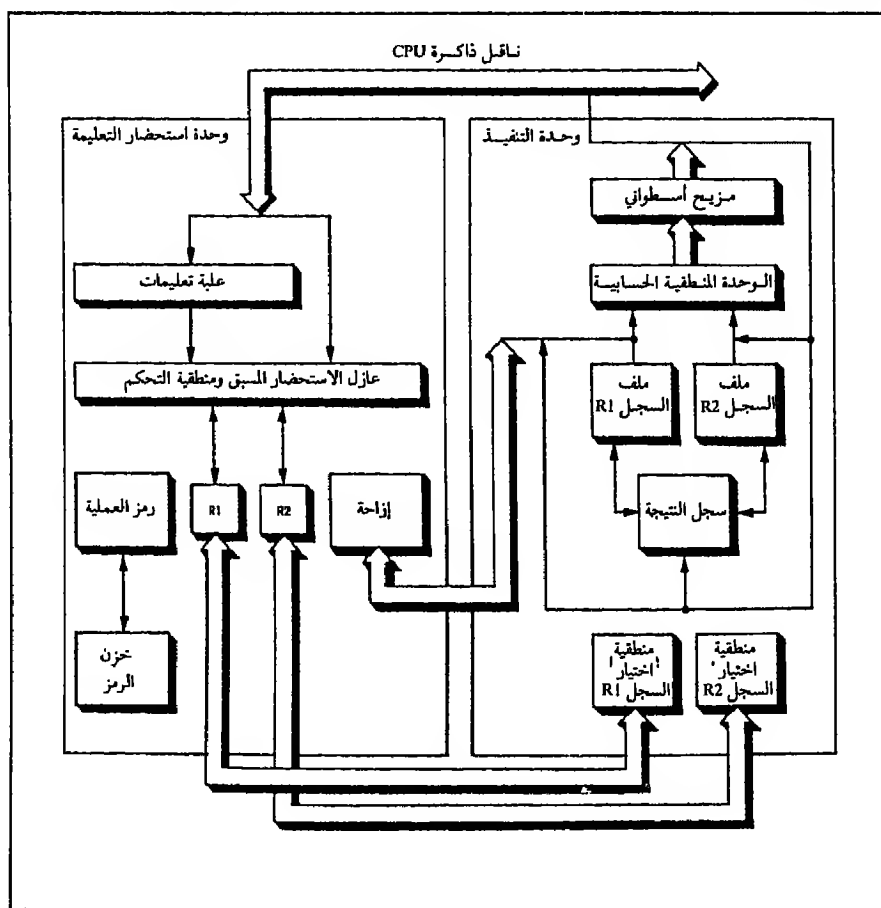 ناقل ذاكرة CPU
وحدة استحضار التعليمة
وحدة التنفيذ
مزيح أسطواني
علبة تعليمات
الوحدة المنطقية الحسابية
عازل الاستحضار المسبق ومنطقية التحكم
ملف
السجل R1
ملف
السجل R2
رمز العملية
R1
R2
إزاحة
سجل النتيجة
خزن
الرمز
منطقية
'اختيار'
السجل R1
منطقية
اختيار'
السجل R2